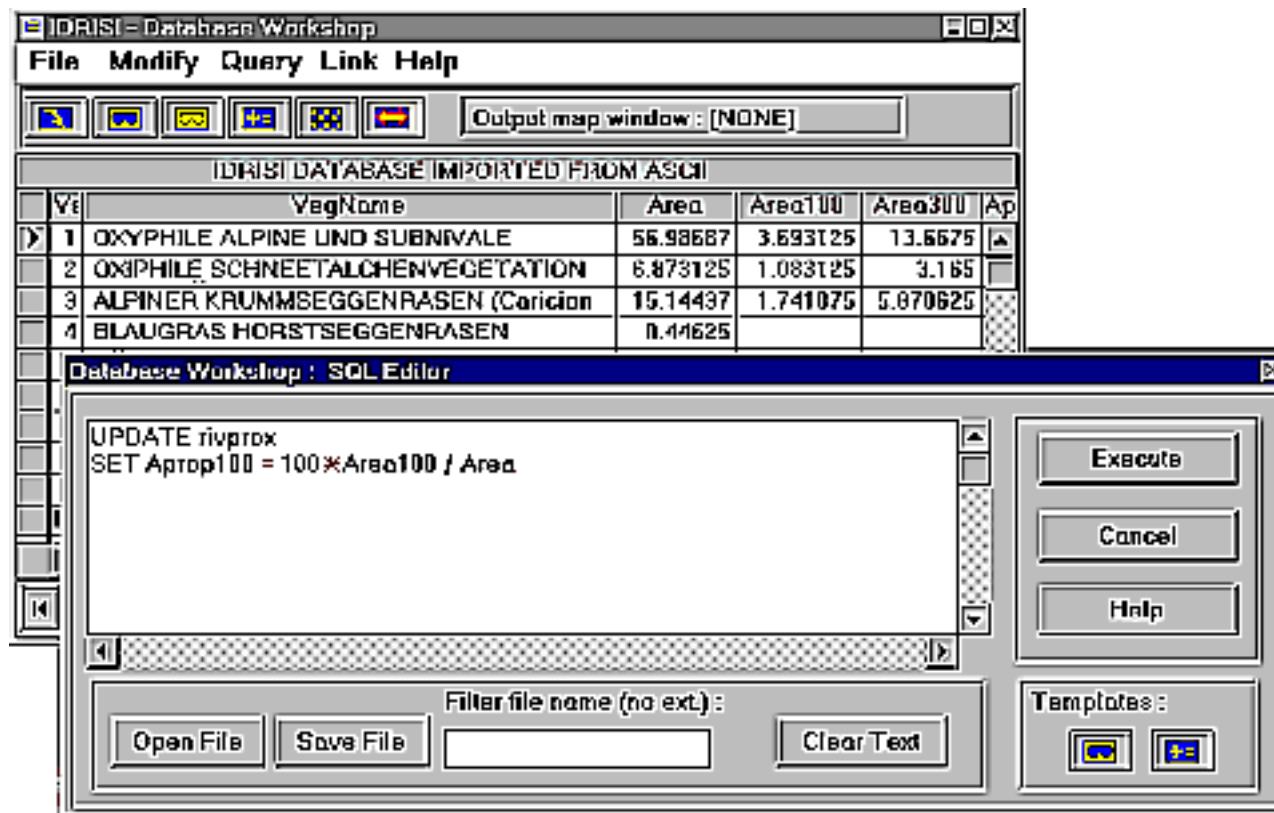 IDRISI - Database Workshop
File Modify Query Link Help
Output map window : [NONE]
IDRISI DATABASE IMPORTED FROM ASCII
Ve VegName Area Area100 Area300 Ap
1 OXYPHILE ALPINE UND SUBNIVALE 56.98687 3.693125 13.6675
2 OXIPHILE SCHNEETALCHENVEGETATION 6.873125 1.083125 3.165
3 ALPINER KRUMMSEGGENRASEN (Caricion 15.14437 1.741875 5.870625
4 BLAUGRAS HORSTSEGGENRASEN 0.44625
Database Workshop : SQL Editor
UPDATE rivprox
SET Aprop100 = 100*Area100 / Area
Execute
Cancel
Help
Filter file name (no ext.) :
Open File Save File Clear Text
Templates :